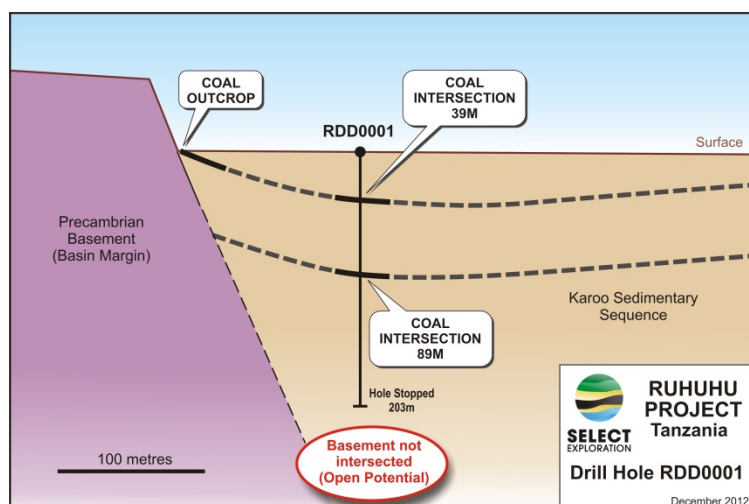 COAL
OUTCROP
COAL
INTERSECTION
39M
RDD0001
Surface
Precambrian
Basement
(Basin Margin)
COAL
INTERSECTION
89M
Karoo Sedimentary
Sequence
Hole Stopped
203m
Basement not
intersected
(Open Potential)
100 metres
SELECT
EXPLORATION
RUHUHU
PROJECT
Tanzania
Drill Hole RDD0001
December 2012